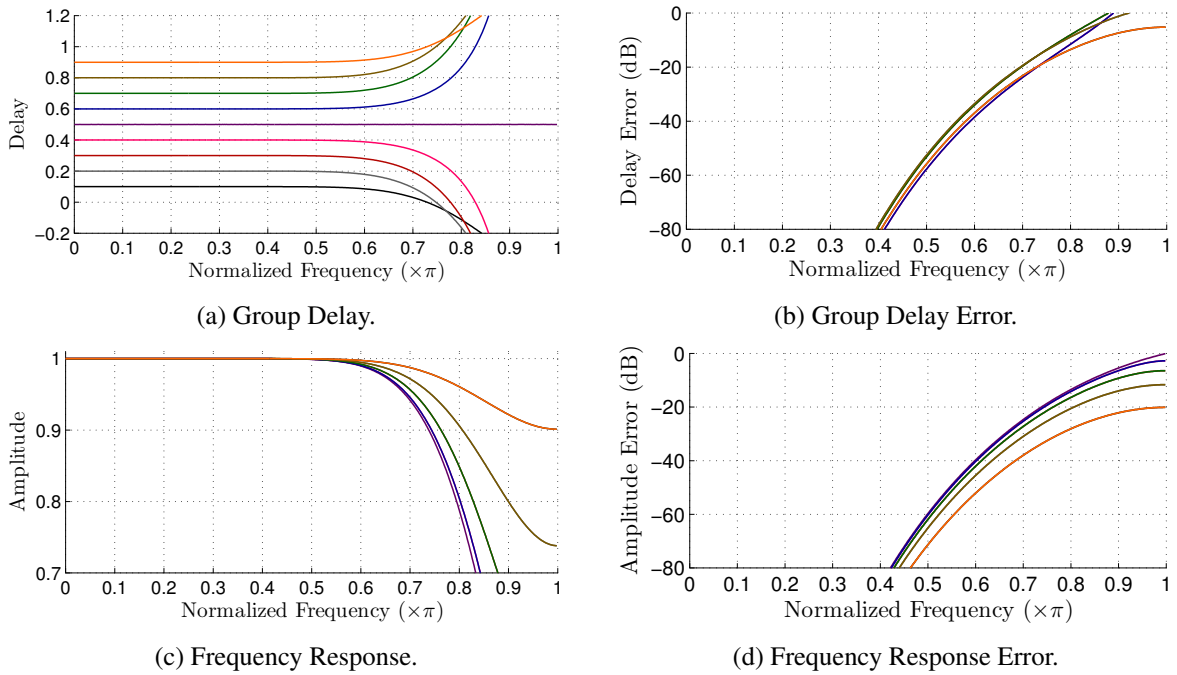 1.2
1
0.8
0.6
0.4
0.2
0
−0.2
Delay
0 0.1 0.2 0.3 0.4 0.5 0.6 0.7 0.8 0.9 1
Normalized Frequency (×π)
(a) Group Delay.
0
−20
−40
−60
−80
Delay Error (dB)
0 0.1 0.2 0.3 0.4 0.5 0.6 0.7 0.8 0.9 1
Normalized Frequency (×π)
(b) Group Delay Error.
1
0.9
0.8
0.7
Amplitude
0 0.1 0.2 0.3 0.4 0.5 0.6 0.7 0.8 0.9 1
Normalized Frequency (×π)
(c) Frequency Response.
0
−20
−40
−60
−80
Amplitude Error (dB)
0 0.1 0.2 0.3 0.4 0.5 0.6 0.7 0.8 0.9 1
Normalized Frequency (×π)
(d) Frequency Response Error.